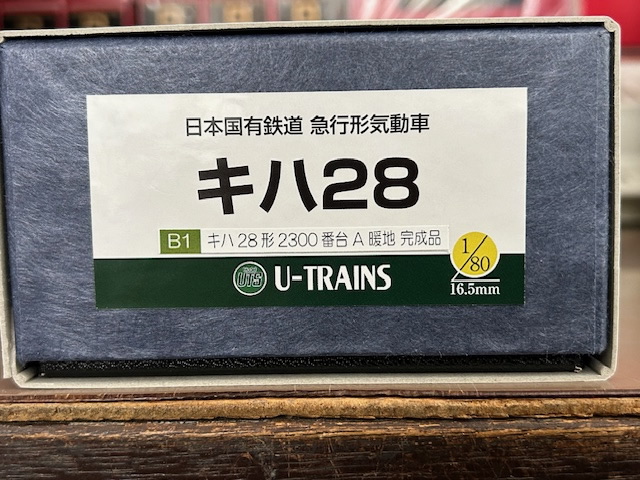 日本国有鉄道 急行形気動車
キハ28
B1 キハ28形2300番台A暖地 完成品
UTS U-TRAINS
1/80
16.5mm